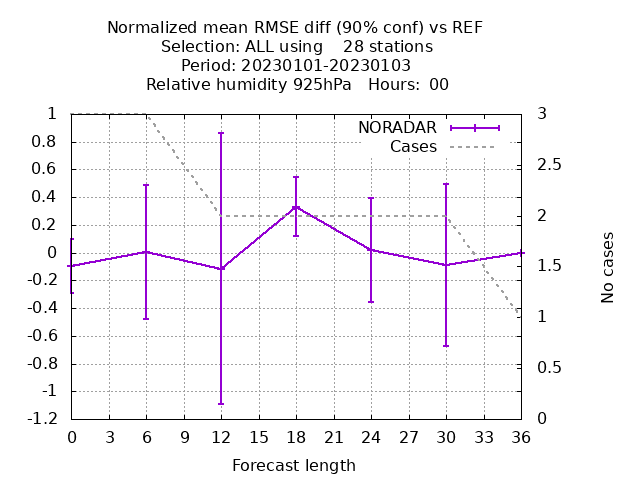 Normalized mean RMSE diff (90% conf) vs REF
Selection: ALL using    28 stations
Period: 20230101-20230103
Relative humidity 925hPa   Hours:  00
NORADAR
Cases
1
0.8
0.6
0.4
0.2
0
-0.2
-0.4
-0.6
-0.8
-1
-1.2
3
2.5
2
1.5
1
0.5
0
No cases
0 3 6 9 12 15 18 21 24 27 30 33 36
Forecast length